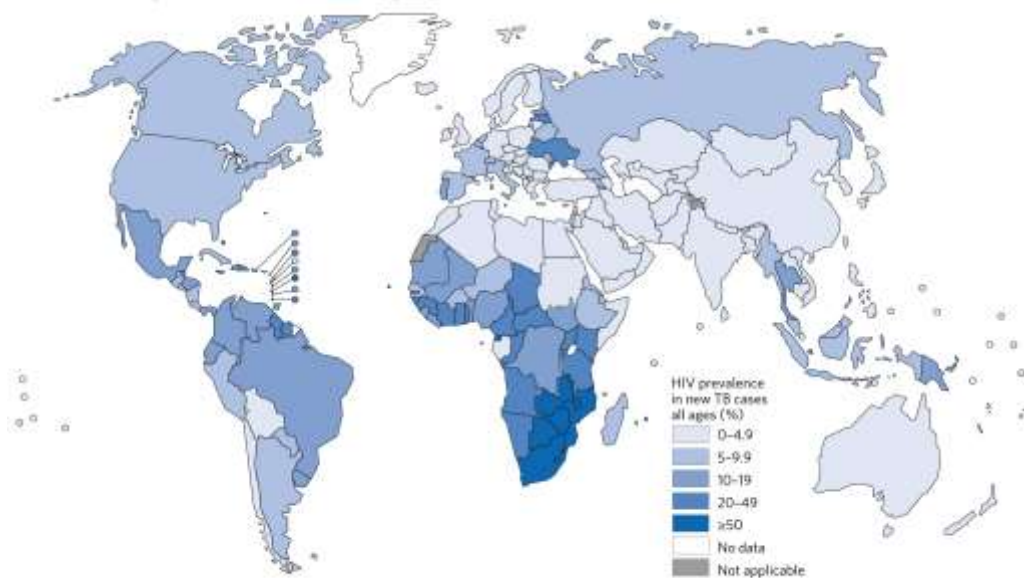 HIV prevalence
in new TB cases
all ages (%)
0–4.9
5–9.9
10–19
20–49
≥50
No data
Not applicable